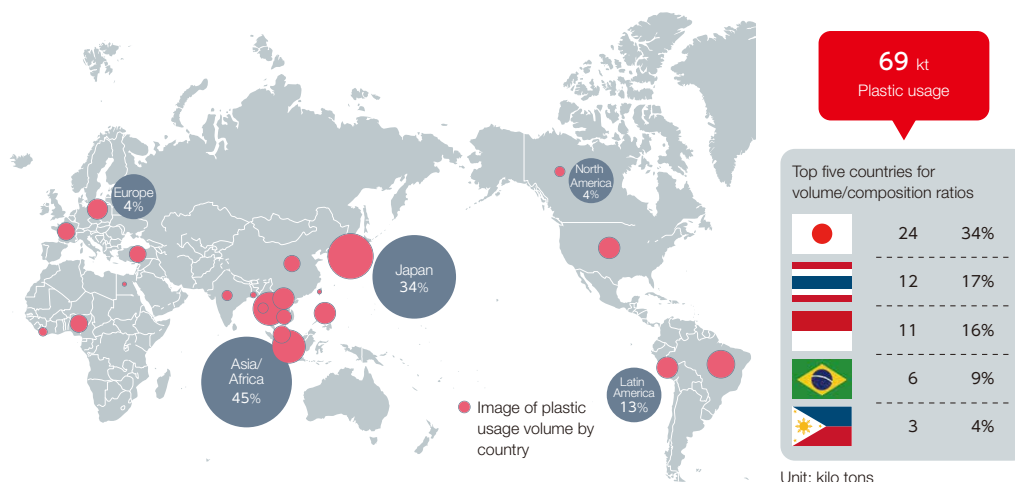 69 kt
Plastic usage
Top five countries for
volume/composition ratios
24 34%
12 17%
11 16%
6 9%
3 4%
Unit: kilo tons
Europe
4%
North
America
4%
Japan
34%
Asia/
Africa
45%
Latin
America
13%
Image of plastic
usage volume by
country